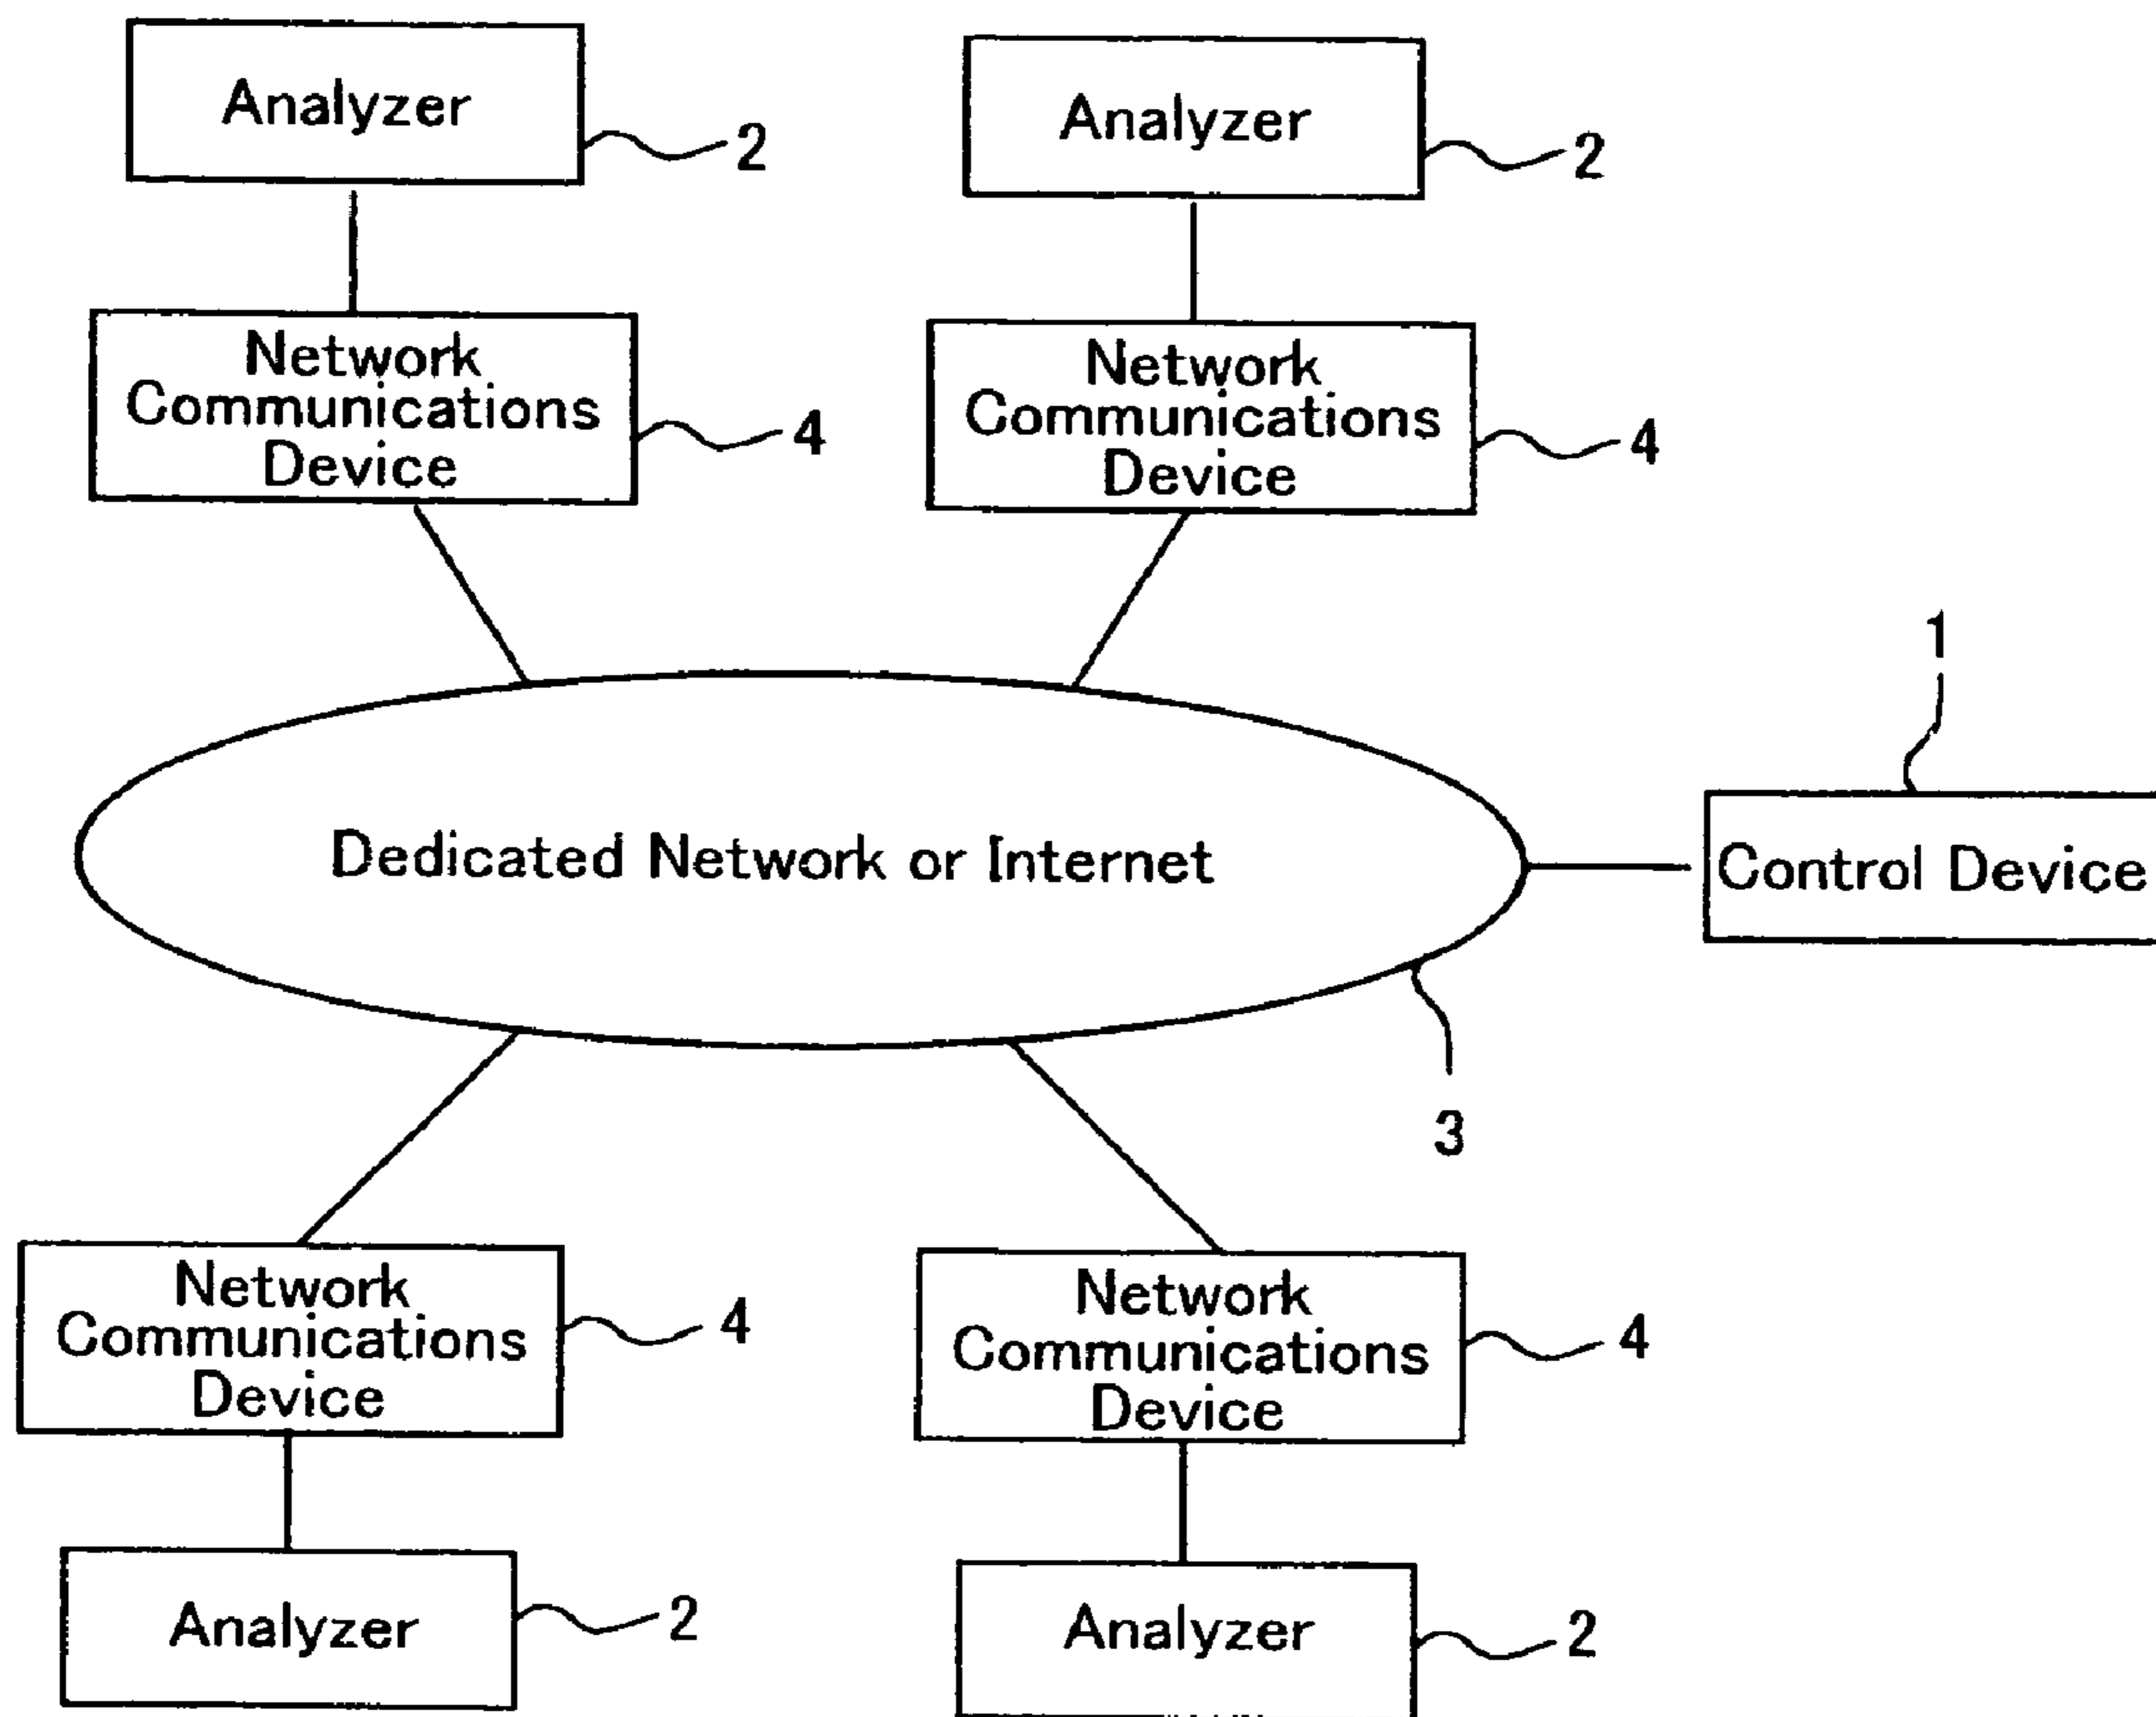 Analyzer
2
Analyzer
2
Network
Communications
Device
4
Network
Communications
Device
4
1
Dedicated Network or Internet
Control Device
3
Network
Communications
Device
4
Network
Communications
Device
4
Analyzer
2
Analyzer
2